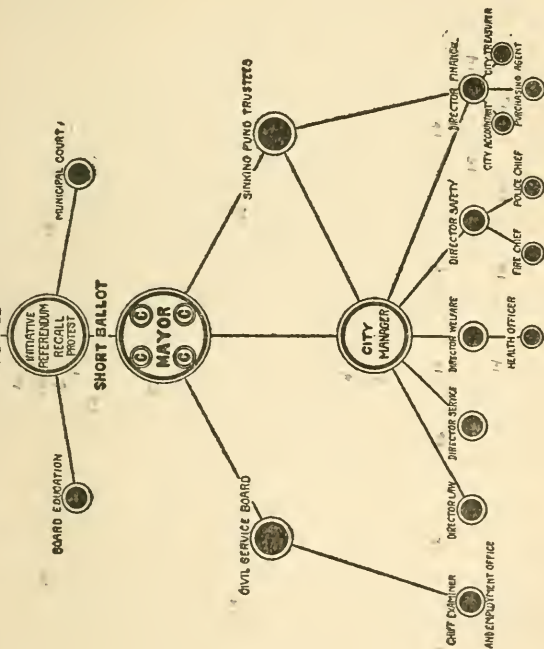 INITIATIVE
REFERENDUM
RECALL
PROTEST
BOARD EDUCATION
MUNICIPAL COURT
SHORT BALLOT
C C
MAYOR
C C
CIVIL SERVICE BOARD
SINKING FUND TRUSTEES
CITY
MANAGER
CHIEF EXAMINER
AND EMPLOYMENT OFFICE
DIRECTOR LAW
DIRECTOR SERVICE
DIRECTOR WELFARE
HEALTH OFFICER
DIRECTOR SAFETY
FIRE CHIEF
POLICE CHIEF
DIRECTOR FINANCE
CITY ACCOUNTANT
CITY TREASURER
PURCHASING AGENT